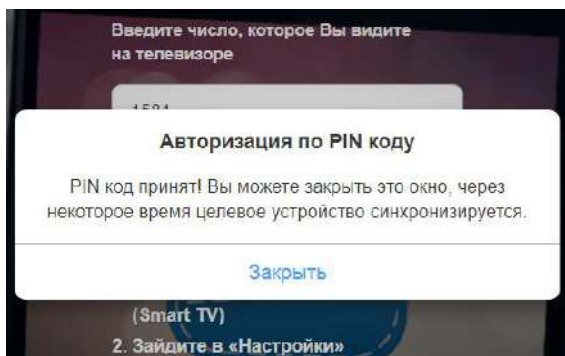 Введите число, которое Вы видите
на телевизоре
Авторизация по PIN коду
PIN код принят! Вы можете закрыть это окно, через
некоторое время целевое устройство синхронизируется.
Закрыть
(Smart TV)
2. Зайдите в «Настройки»